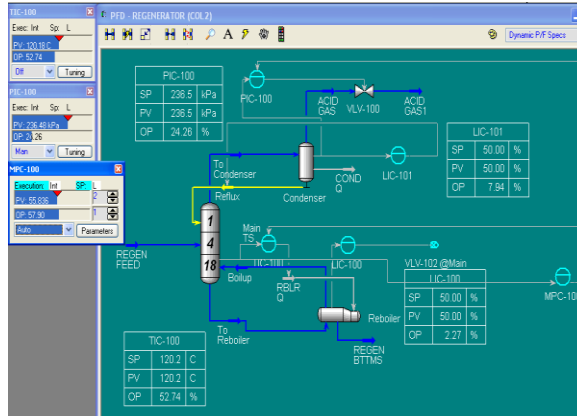 TIC-100
Exec: Int Sp: L
PV: 120.18 C
OP: 52.74
Off Tuning
PIC-100
Exec: Int Sp: L
PV: 236.48 kPa
OP: 24.26
Man Tuning
MPC-100
Execution: Int SP: L
PV: 55.836 2
OP: 57.90 1
Auto Parameters
PFD - REGENERATOR (COL2)
A
Dynamic P/F Specs
PIC-100
SP 236.5 kPa
PV 236.5 kPa
OP 24.26 %
PIC-100
VLV-100
ACID
GAS
ACID
GAS1
LIC-101
SP 50.00 %
PV 50.00 %
OP 7.94 %
To
Condenser
LIC-101
COND
Q
Reflux
Condenser
1
4
18
Main
TS
LIC-100
REGEN
FEED
Boilup
RBLR
Q
VLV-102 @Main
LIC-100
SP 50.00 %
PV 50.00 %
OP 2.27 %
Reboiler
To
Reboiler
REGEN
BTTMS
TIC-100
SP 120.2 C
PV 120.2 C
OP 52.74 %